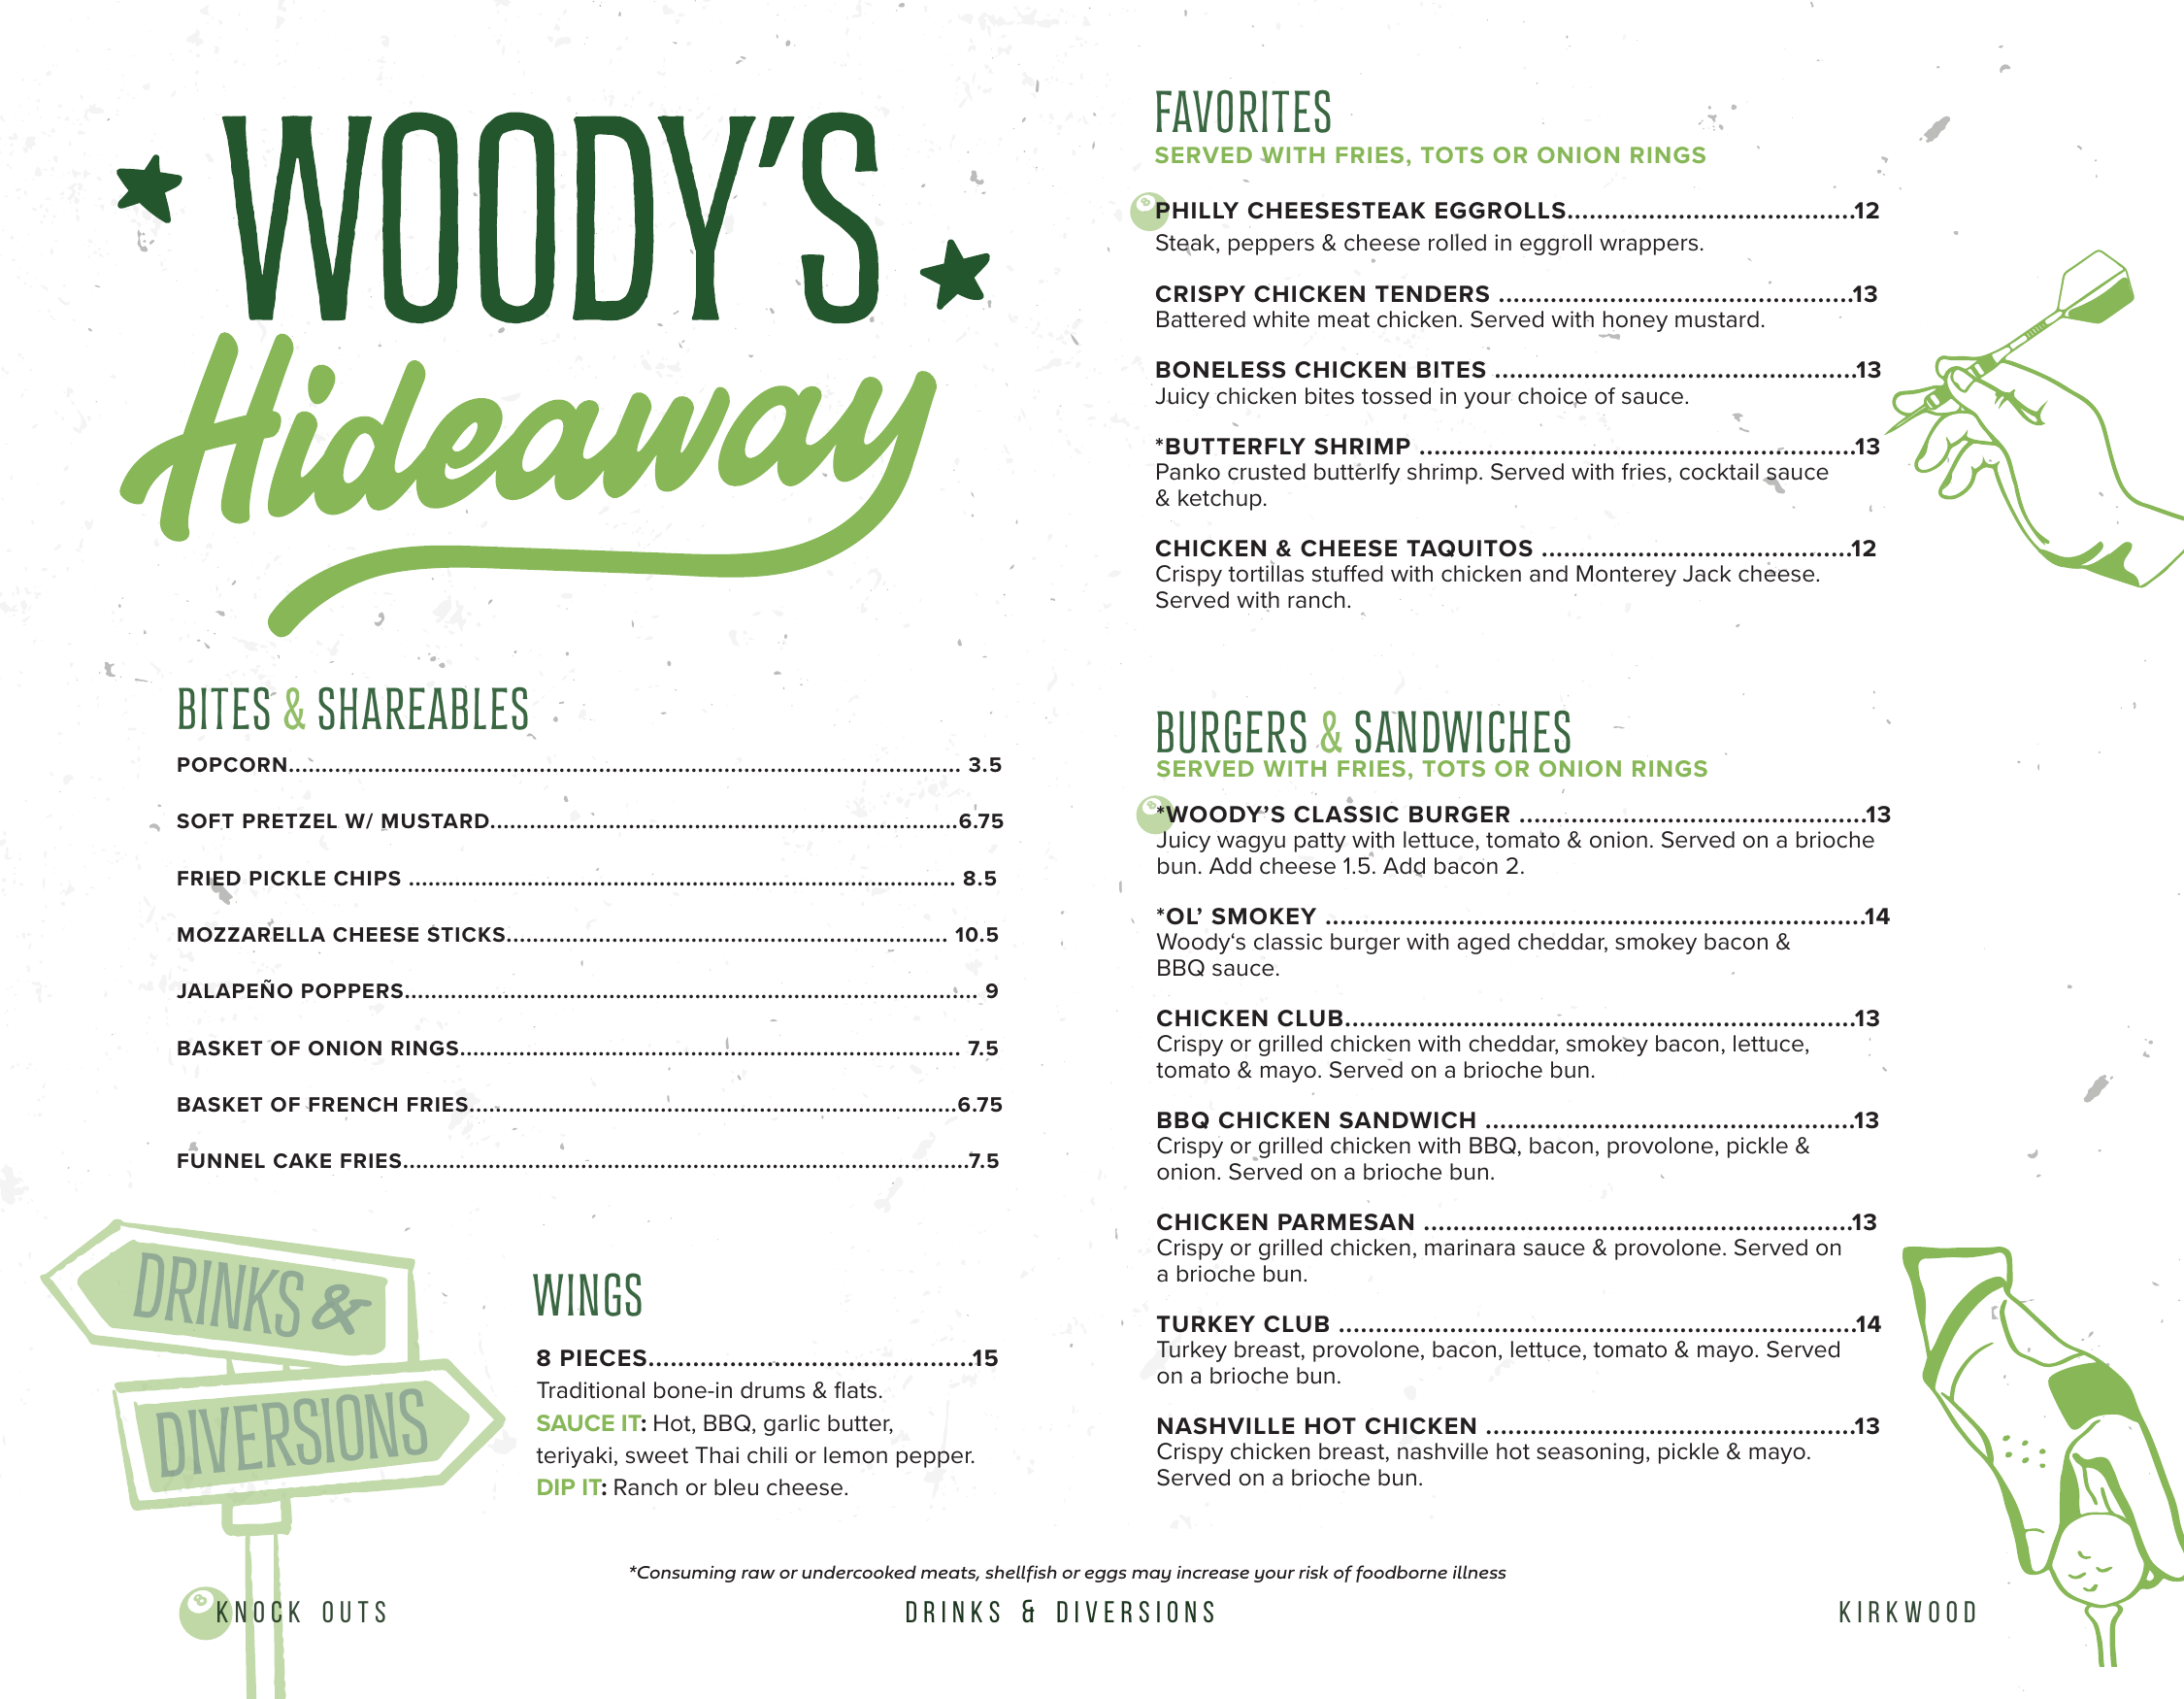 WOODY'S
Hideaway
BITES & SHAREABLES
POPCORN........ 3.5
SOFT PRETZEL W/ MUSTARD........6.75
FRIED PICKLE CHIPS ........ 8.5
MOZZARELLA CHEESE STICKS........ 10.5
JALAPEÑO POPPERS........ 9
BASKET OF ONION RINGS........ 7.5
BASKET OF FRENCH FRIES........6.75
FUNNEL CAKE FRIES........7.5
DRINKS &
DIVERSIONS
WINGS
8 PIECES........15
Traditional bone-in drums & flats.
SAUCE IT: Hot, BBQ, garlic butter,
teriyaki, sweet Thai chili or lemon pepper.
DIP IT: Ranch or bleu cheese.
FAVORITES
SERVED WITH FRIES, TOTS OR ONION RINGS
8
PHILLY CHEESESTEAK EGGROLLS........12
Steak, peppers & cheese rolled in eggroll wrappers.
CRISPY CHICKEN TENDERS ........13
Battered white meat chicken. Served with honey mustard.
BONELESS CHICKEN BITES ........13
Juicy chicken bites tossed in your choice of sauce.
*BUTTERFLY SHRIMP ........13
Panko crusted butterlfy shrimp. Served with fries, cocktail sauce
& ketchup.
CHICKEN & CHEESE TAQUITOS ........12
Crispy tortillas stuffed with chicken and Monterey Jack cheese.
Served with ranch.
BURGERS & SANDWICHES
SERVED WITH FRIES, TOTS OR ONION RINGS
8
*WOODY'S CLASSIC BURGER ........13
Juicy wagyu patty with lettuce, tomato & onion. Served on a brioche
bun. Add cheese 1.5. Add bacon 2.
*OL' SMOKEY ........14
Woody‘s classic burger with aged cheddar, smokey bacon &
BBQ sauce.
CHICKEN CLUB........13
Crispy or grilled chicken with cheddar, smokey bacon, lettuce,
tomato & mayo. Served on a brioche bun.
BBQ CHICKEN SANDWICH ........13
Crispy or grilled chicken with BBQ, bacon, provolone, pickle &
onion. Served on a brioche bun.
CHICKEN PARMESAN ........13
Crispy or grilled chicken, marinara sauce & provolone. Served on
a brioche bun.
TURKEY CLUB ........14
Turkey breast, provolone, bacon, lettuce, tomato & mayo. Served
on a brioche bun.
NASHVILLE HOT CHICKEN ........13
Crispy chicken breast, nashville hot seasoning, pickle & mayo.
Served on a brioche bun.
*Consuming raw or undercooked meats, shellfish or eggs may increase your risk of foodborne illness
8
KNOCK OUTS
DRINKS & DIVERSIONS
KIRKWOOD